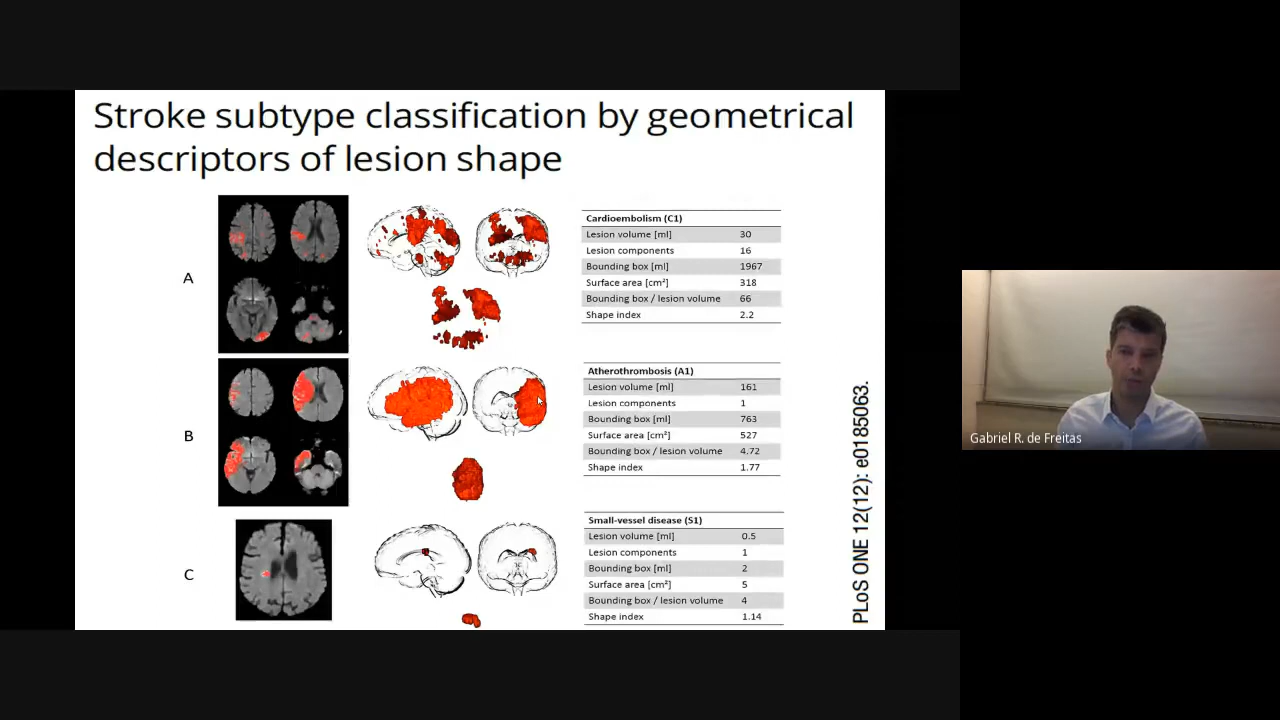 Stroke subtype classification by geometrical
descriptors of lesion shape
A
Cardioembolism (C1)
Lesion volume [ml] 30
Lesion components 16
Bounding box [ml] 1967
Surface area [cm²] 318
Bounding box / lesion volume 66
Shape index 2.2
B
Atherothrombosis (A1)
Lesion volume [ml] 161
Lesion components 1
Bounding box [ml] 763
Surface area [cm²] 527
Bounding box / lesion volume 4.72
Shape index 1.77
C
Small-vessel disease (S1)
Lesion volume [ml] 0.5
Lesion components 1
Bounding box [ml] 2
Surface area [cm²] 5
Bounding box / lesion volume 4
Shape index 1.14
PLoS ONE 12(12): e0185063.
Gabriel R. de Freitas